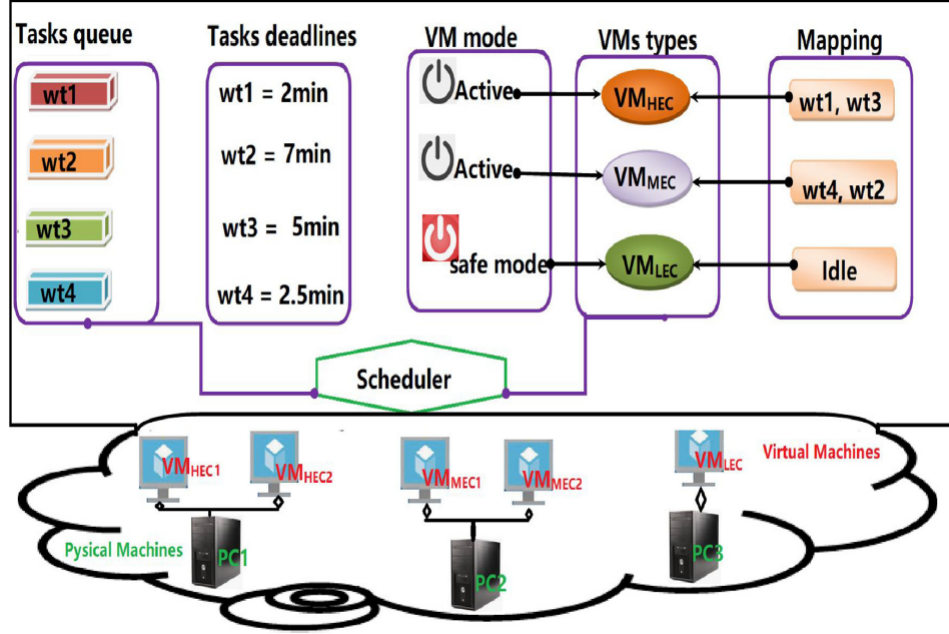 Tasks queue
Tasks deadlines
VM mode
VMs types
Mapping
wt1
wt2
wt3
wt4
wt1 = 2min
wt2 = 7min
wt3 = 5min
wt4 = 2.5min
Active
Active
safe mode
VMHEC
VMMEC
VMLEC
wt1, wt3
wt4, wt2
Idle
Scheduler
VMHEC1
VMHEC2
VMMEC1
VMMEC2
VMLEC
Virtual Machines
Pysical Machines
PC1
PC2
PC3